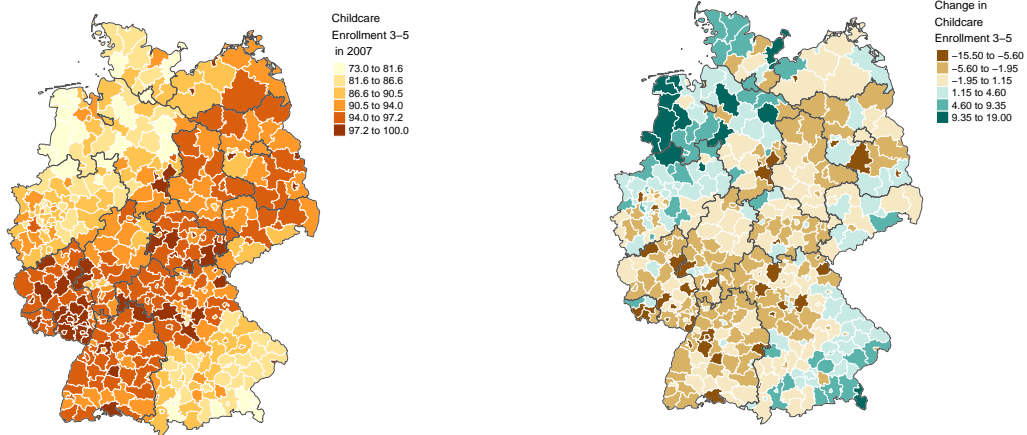 Childcare
Enrollment 3−5
in 2007
73.0 to 81.6
81.6 to 86.6
86.6 to 90.5
90.5 to 94.0
94.0 to 97.2
97.2 to 100.0
Change in
Childcare
Enrollment 3−5
−15.50 to −5.60
−5.60 to −1.95
−1.95 to 1.15
1.15 to 4.60
4.60 to 9.35
9.35 to 19.00